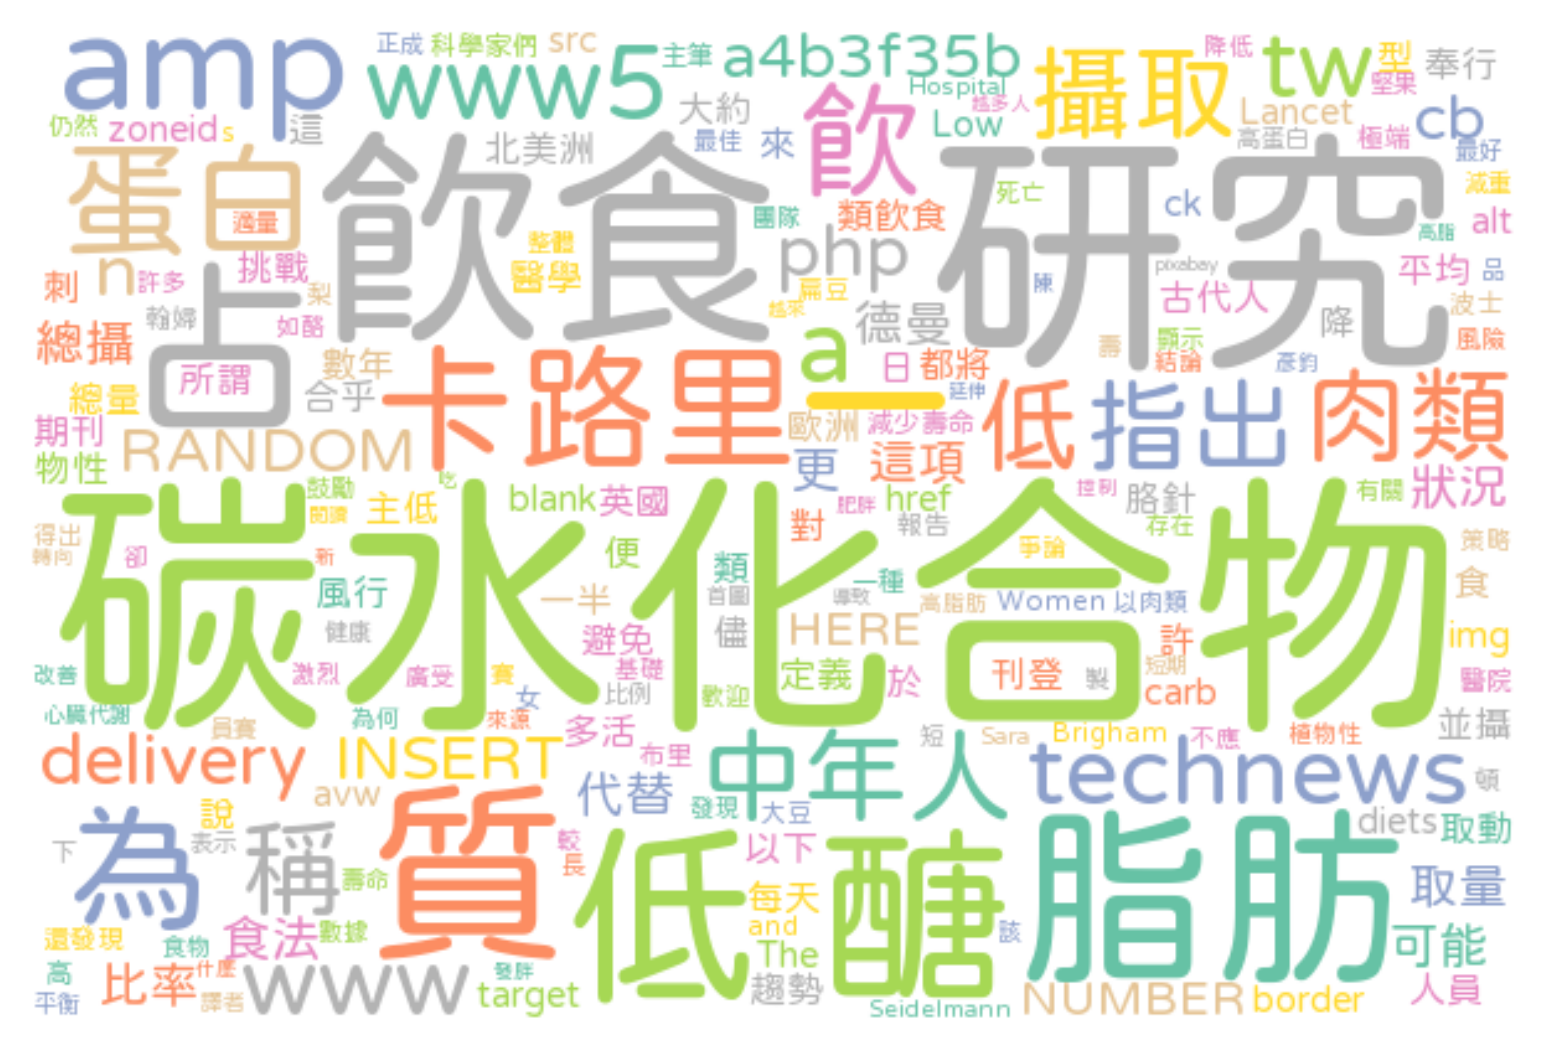 amp
正成
科學家們
src
www5
主筆
a4b3f35b
Hospital
越多人
攝取
降低
tw
型
堅果
奉行
仍然
zoneid
s
這
大約
飲
Low
Lancet
高蛋白
極端
cb
最好
蛋白
適量
飲食
北美洲
最佳
來
研究
死亡
ck
減重
高脂
alt
n
許多
挑戰
梨
整體
醫學
團隊
類飲食
php
扁豆
越來
陳
pixabay
古代人
平均
品
刺
翰婦
如酪
占
德曼
顯示
降
波士
總攝
數年
a
日
都將
壽
結論
彥鈞
風險
所謂
總量
合乎
卡路里
一
延伸
低
指出
肉類
期刊
RANDOM
歐洲
減少壽命
物性
更
這項
吃
碳水化合物
鼓勵
閱讀
主低
blank
英國
對
肥胖
href
報告
控制
胳針
存在
有關
狀況
得出
轉向
卻
新
便
類
首圖
爭論
一種
導致
策略
食
風行
健康
一半
避免
儘
HERE
高脂肪
Women
以肉類
許
img
改善
激烈
廣受
賽
女
基礎
比例
歡迎
定義
於
刊登
製
短期
carb
醫院
心臟代謝
員賽
為何
來源
多活
布里
短
Sara
Brigham
不應
植物性
並攝
delivery
INSERT
avw
代替
中年人
technews
頓
發現
大豆
為
說
表示
下
稱
壽命
質
較
長
低醣
以下
每天
and
The
趨勢
該
脂肪
diets
取動
取量
還發現
食物
食法
數據
高
平衡
比率
什麼
譯者
www
發胖
target
Seidelmann
NUMBER
border
可能
人員